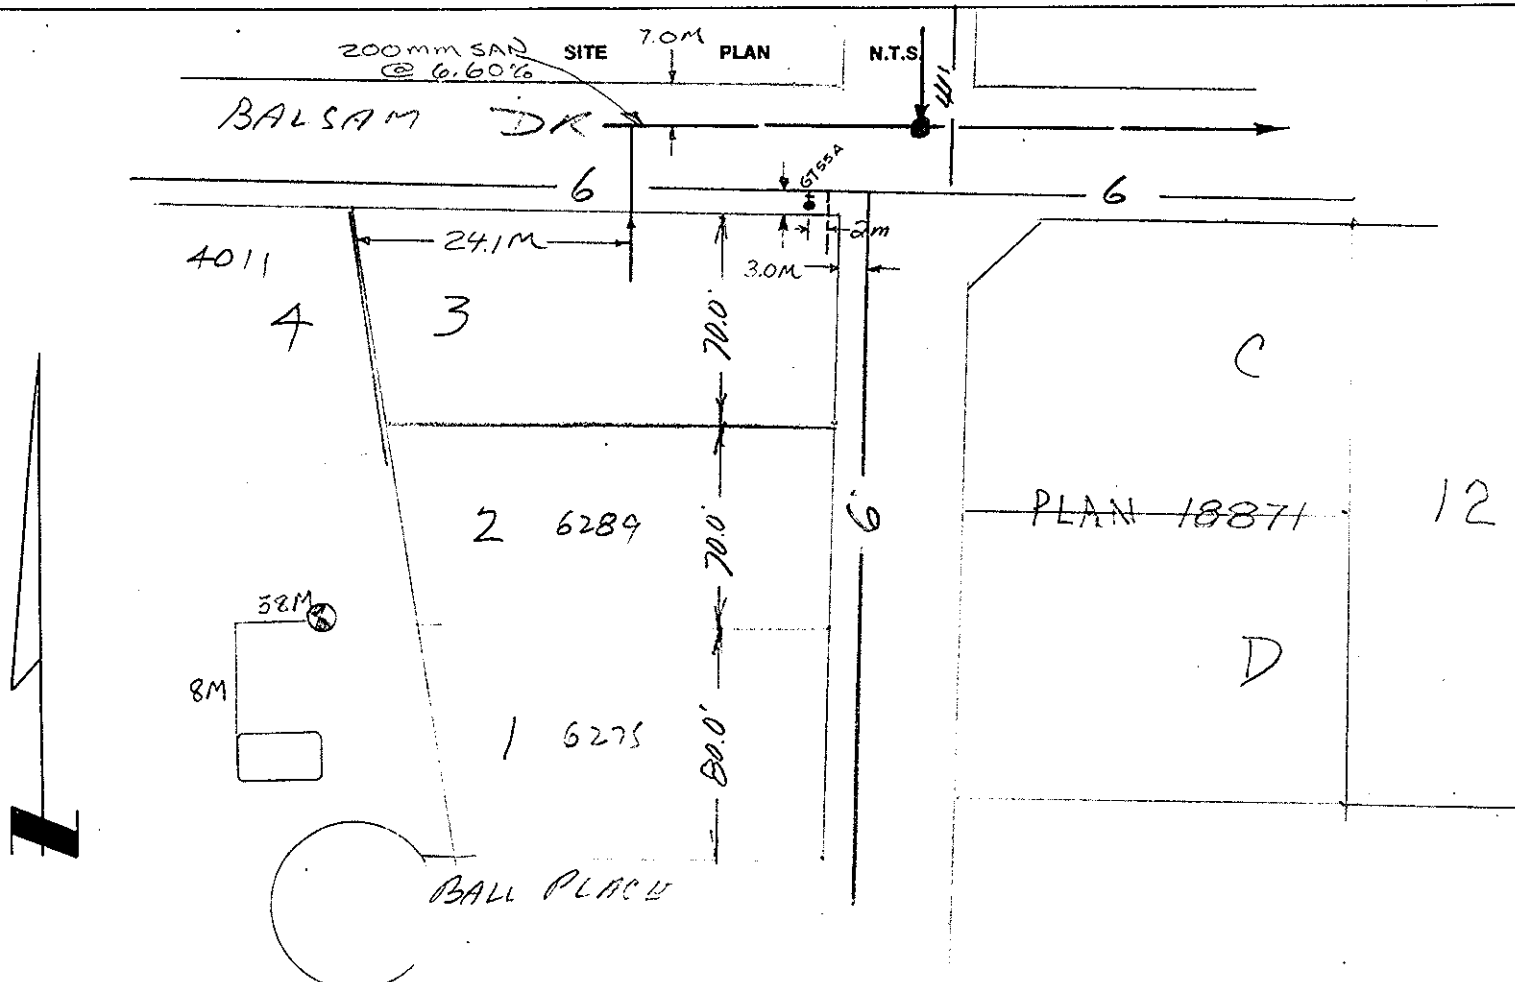 200mm SAN
@ 6.60%
SITE PLAN N.T.S.
7.0M
BALSAM DR
GTSSA
6
6
24.1M
2m
3.0M
4011
4
3
70.0'
C
2 6289
70.0'
6"
PLAN 18871
12
58M
8M
D
1 6275
80.0'
BALL PLACE